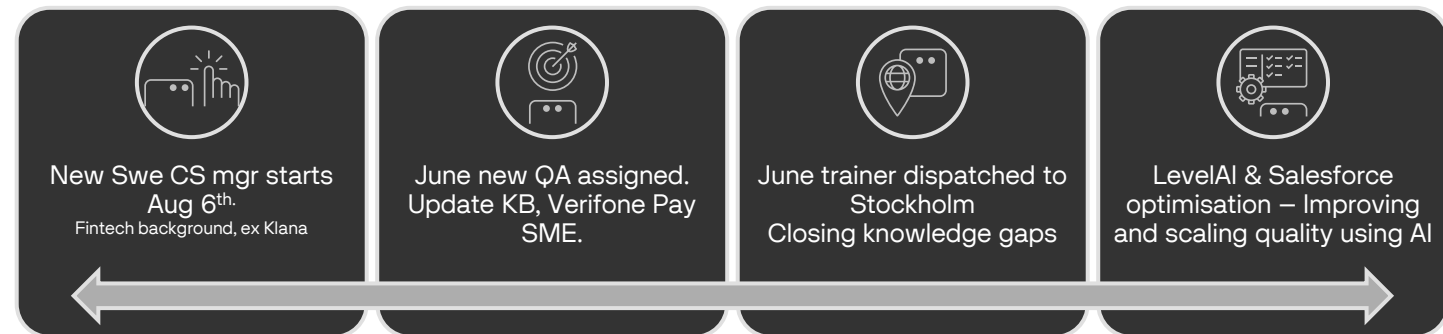 New Swe CS mgr starts
Aug 6th.
Fintech background, ex Klana
June new QA assigned.
Update KB, Verifone Pay
SME.
June trainer dispatched to
Stockholm
Closing knowledge gaps
LevelAI & Salesforce
optimisation – Improving
and scaling quality using AI